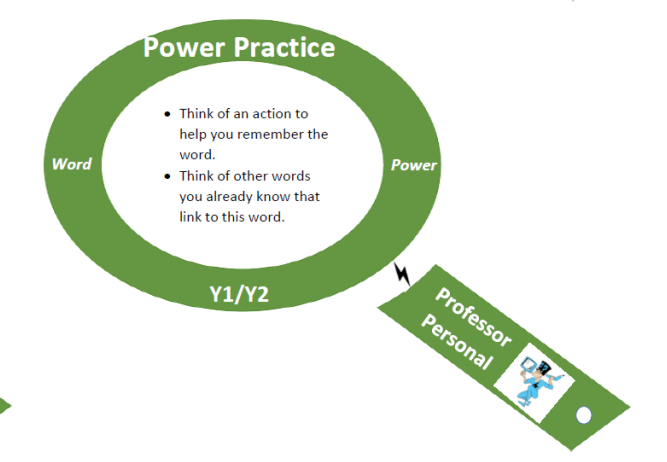 Power Practice
• Think of an action to
help you remember the
word.
• Think of other words
you already know that
link to this word.
Word
Power
Y1/Y2
Professor
Personal